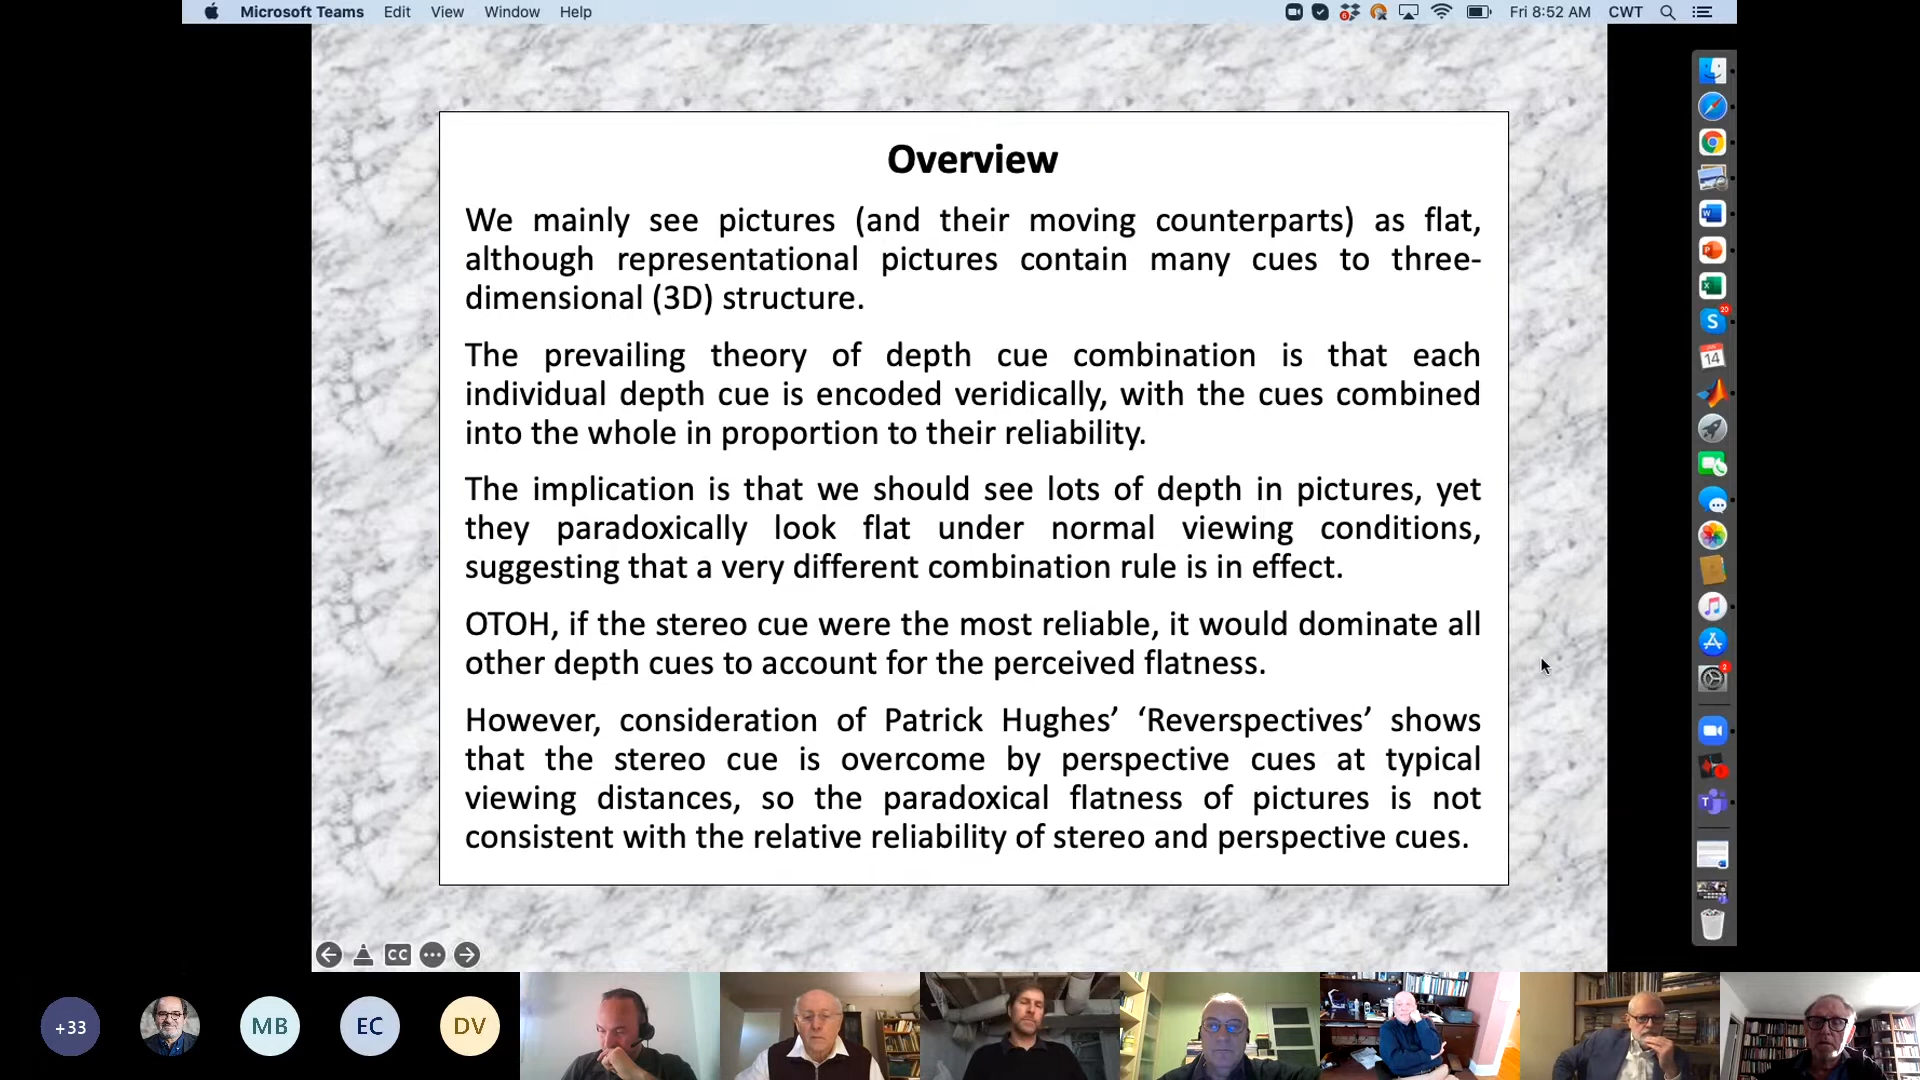 Microsoft Teams Edit View Window Help Fri 8:52 AM CWT
Overview
We mainly see pictures (and their moving counterparts) as flat,
although representational pictures contain many cues to three-
dimensional (3D) structure.
The prevailing theory of depth cue combination is that each
individual depth cue is encoded veridically, with the cues combined
into the whole in proportion to their reliability.
The implication is that we should see lots of depth in pictures, yet
they paradoxically look flat under normal viewing conditions,
suggesting that a very different combination rule is in effect.
OTOH, if the stereo cue were the most reliable, it would dominate all
other depth cues to account for the perceived flatness.
However, consideration of Patrick Hughes’ ‘Reverspectives’ shows
that the stereo cue is overcome by perspective cues at typical
viewing distances, so the paradoxical flatness of pictures is not
consistent with the relative reliability of stereo and perspective cues.
W
P
X
S 20
14
2
T
CC
+33 MB EC DV